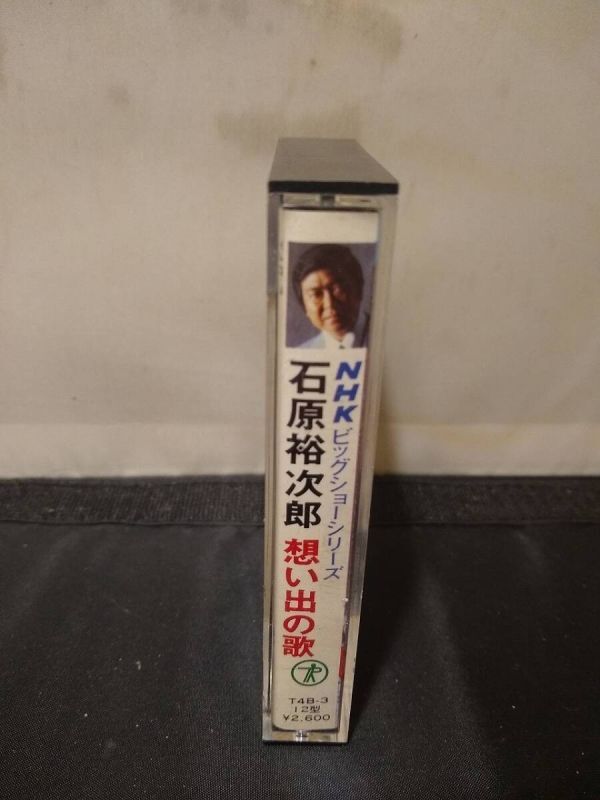 NHKビッグショーシリーズ
石原裕次郎 想い出の歌
T4B-3
12型
¥2,600